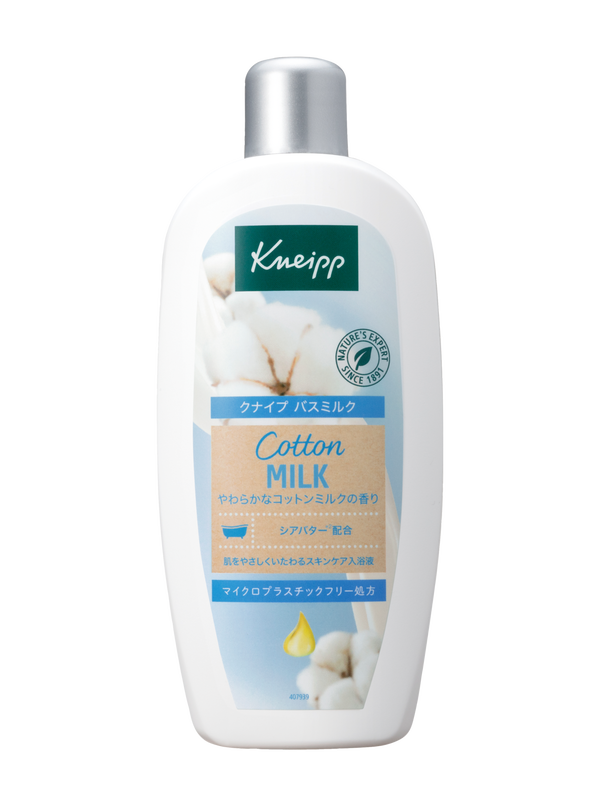 Kneipp
NATURE'S EXPERT
SINCE 1891
クナイプ バスミルク
Cotton
MILK
やわらかなコットンミルクの香り
シアバター※配合
肌をやさしくいたわるスキンケア入浴液
マイクロプラスチックフリー処方